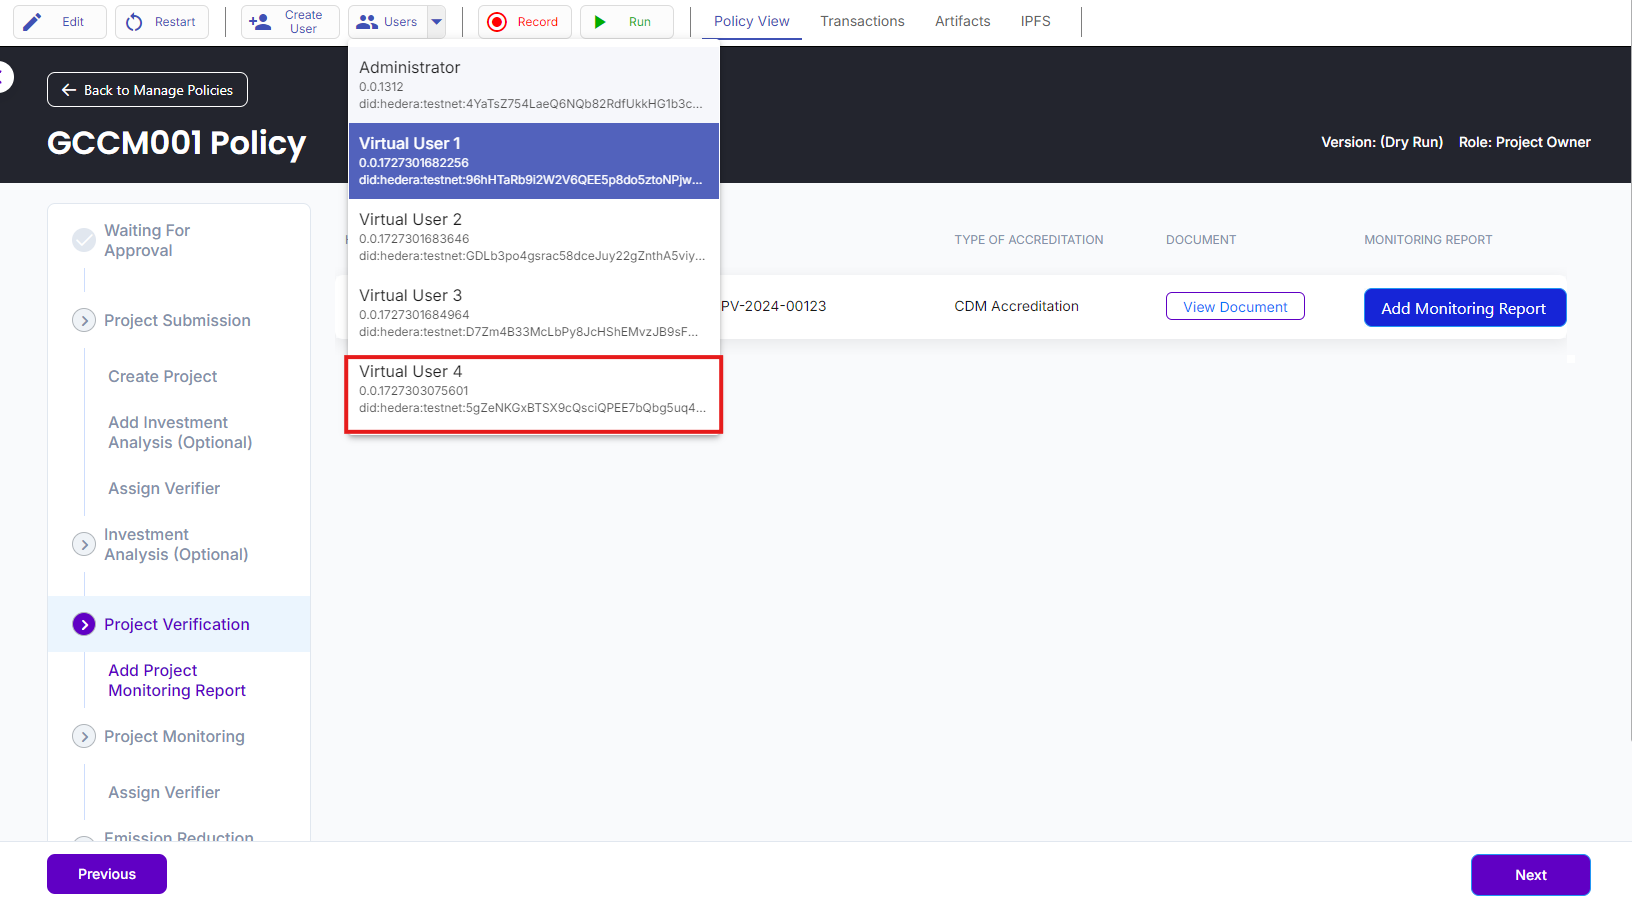 Edit
Restart
Create
User
Users
Record
Run
Policy View
Transactions
Artifacts
IPFS
Administrator
0.0.1312
did:hedera:testnet:4YaTsZ754LaeQ6NQb82RdfUkkHG1b3c...
Virtual User 1
0.0.1727301682256
did:hedera:testnet:96hHTaRb9i2W2V6QEE5p8do5ztoNPjw...
Virtual User 2
0.0.1727301683646
did:hedera:testnet:GDLb3po4gsrac58dceJuy22gZnthA5viy...
Virtual User 3
0.0.1727301684964
did:hedera:testnet:D7Zm4B33McLbPy8JcHShEMvzJB9sF...
Virtual User 4
0.0.1727303075601
did:hedera:testnet:5gZeNKGxBTSX9cQsciQPEE7bQbg5uq4...
Back to Manage Policies
GCCM001 Policy
Version: (Dry Run)
Role: Project Owner
Waiting For
Approval
Project Submission
Create Project
Add Investment
Analysis (Optional)
Assign Verifier
Investment
Analysis (Optional)
Project Verification
Add Project
Monitoring Report
Project Monitoring
Assign Verifier
Emission Reduction
TYPE OF ACCREDITATION
DOCUMENT
MONITORING REPORT
PV-2024-00123
CDM Accreditation
View Document
Add Monitoring Report
Previous
Next